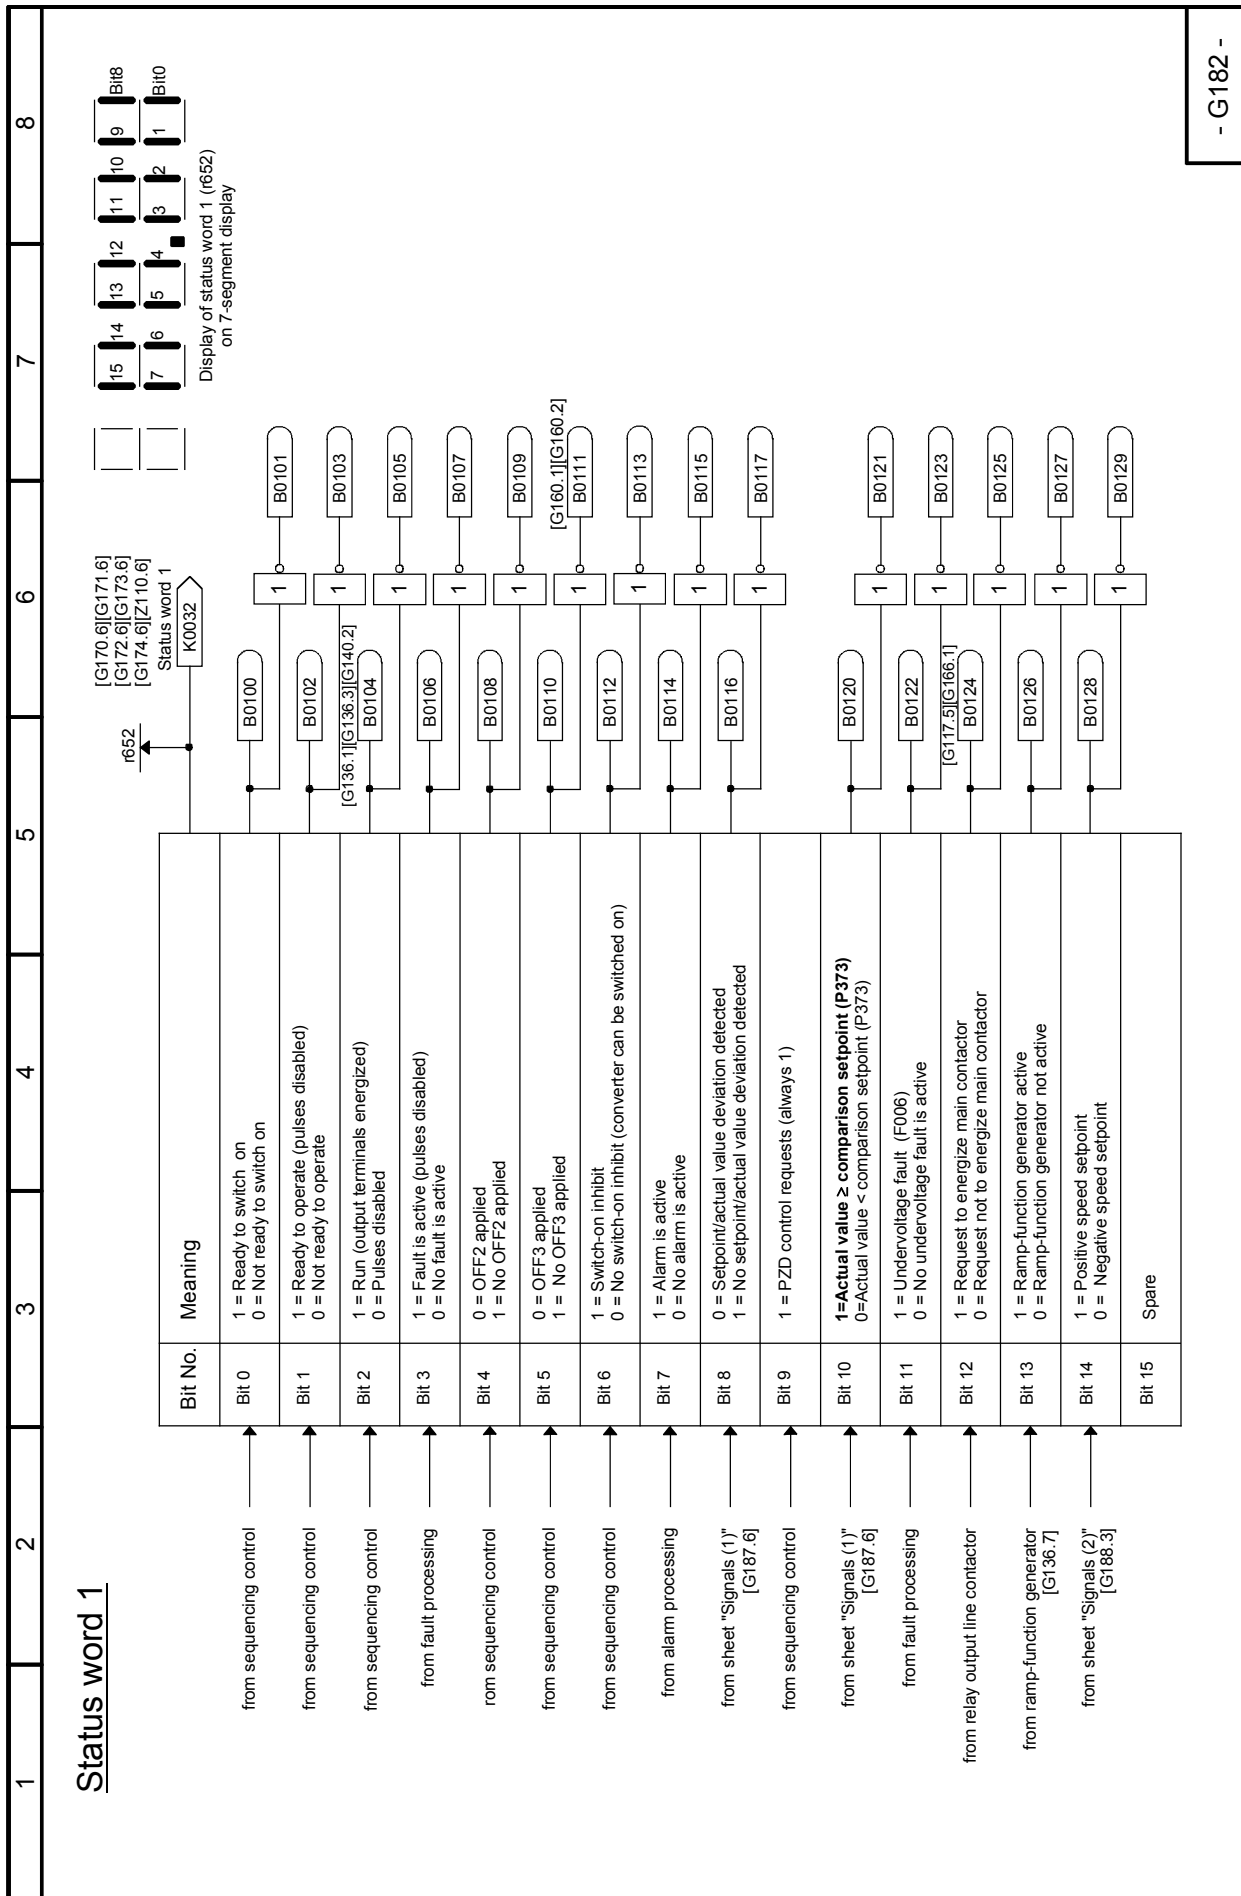 1 2 3 4 5 6 7 8
Status word 1
[G170.6][G171.6]
[G172.6][G173.6]
[G174.6][Z110.6]
Status word 1
r652
K0032
15 14 13 12 11 10 9 Bit8
7 6 5 4 3 2 1 Bit0
Display of status word 1 (r652)
on 7-segment display
Bit No. Meaning
from sequencing control
Bit 0
1 = Ready to switch on
0 = Not ready to switch on
B0100
1
B0101
from sequencing control
Bit 1
1 = Ready to operate (pulses disabled)
0 = Not ready to operate
B0102
1
B0103
from sequencing control
Bit 2
1 = Run (output terminals energized)
0 = Pulses disabled
[G136.1][G136.3][G140.2]
B0104
1
B0105
from fault processing
Bit 3
1 = Fault is active (pulses disabled)
0 = No fault is active
B0106
1
B0107
rom sequencing control
Bit 4
0 = OFF2 applied
1 = No OFF2 applied
B0108
1
B0109
from sequencing control
Bit 5
0 = OFF3 applied
1 = No OFF3 applied
B0110
1
[G160.1][G160.2]
B0111
from sequencing control
Bit 6
1 = Switch-on inhibit
0 = No switch-on inhibit (converter can be switched on)
B0112
1
B0113
from alarm processing
Bit 7
1 = Alarm is active
0 = No alarm is active
B0114
1
B0115
from sheet "Signals (1)"
[G187.6]
Bit 8
0 = Setpoint/actual value deviation detected
1 = No setpoint/actual value deviation detected
B0116
1
B0117
from sequencing control
Bit 9
1 = PZD control requests (always 1)
from sheet "Signals (1)"
[G187.6]
Bit 10
1=Actual value ≥ comparison setpoint (P373)
0=Actual value < comparison setpoint (P373)
B0120
1
B0121
from fault processing
Bit 11
1 = Undervoltage fault (F006)
0 = No undervoltage fault is active
B0122
1
B0123
from relay output line contactor
Bit 12
1 = Request to energize main contactor
0 = Request not to energize main contactor
[G117.5][G166.1]
B0124
1
B0125
from ramp-function generator
[G136.7]
Bit 13
1 = Ramp-function generator active
0 = Ramp-function generator not active
B0126
1
B0127
from sheet "Signals (2)"
[G188.3]
Bit 14
1 = Positive speed setpoint
0 = Negative speed setpoint
B0128
1
B0129
Bit 15
Spare
- G182 -